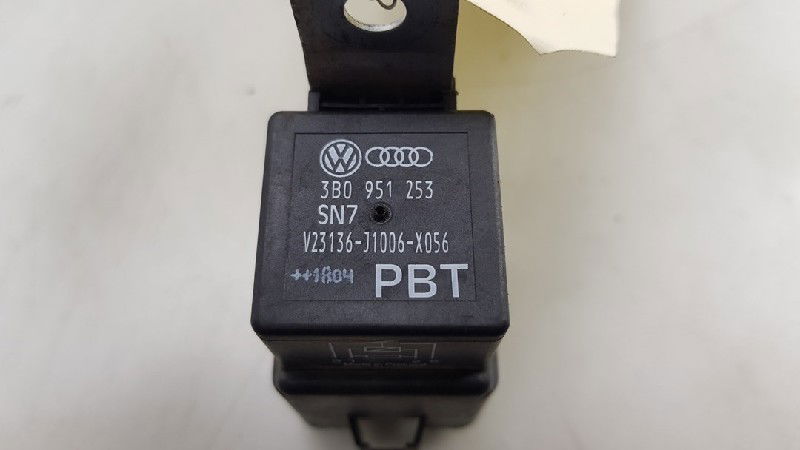 3B0 951 253
SN7
V23136-J1006-X056
++1804
PBT